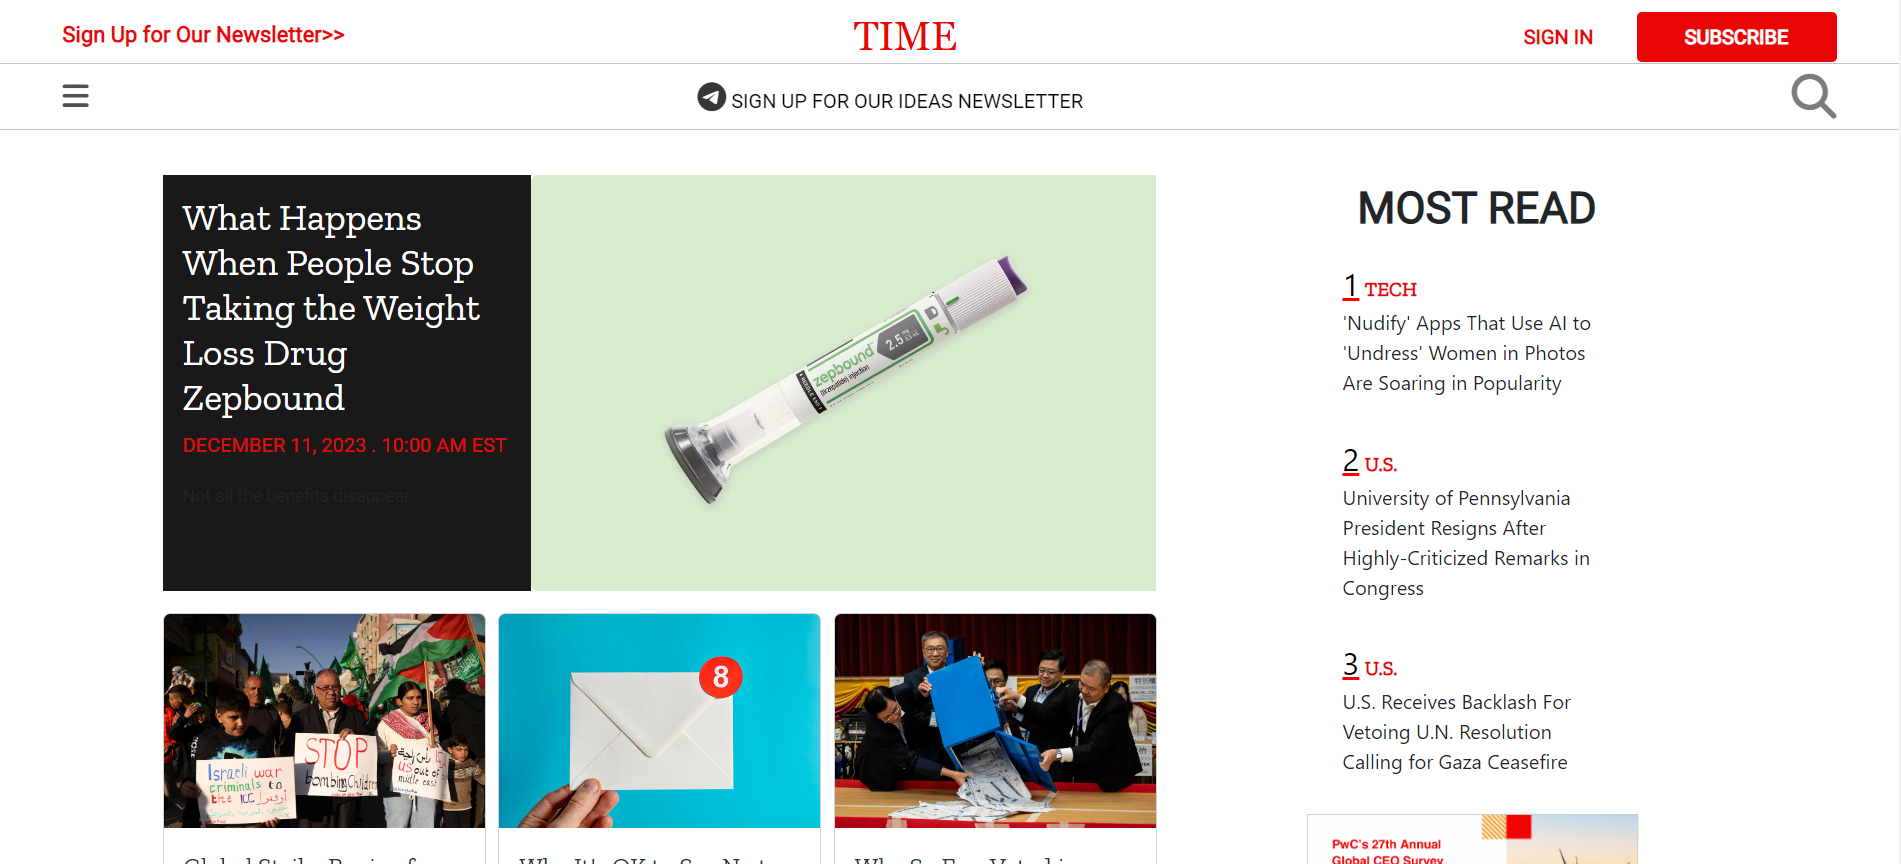 Sign Up for Our Newsletter>>
TIME
SIGN IN
SUBSCRIBE
SIGN UP FOR OUR IDEAS NEWSLETTER
What Happens
When People Stop
Taking the Weight
Loss Drug
Zepbound
DECEMBER 11, 2023 . 10:00 AM EST
Not all the benefits disappear.
zepbound
(tirzepatide) injection
2.5 mg
MOST READ
1 TECH
'Nudify' Apps That Use AI to
'Undress' Women in Photos
Are Soaring in Popularity
2 U.S.
University of Pennsylvania
President Resigns After
Highly-Criticized Remarks in
Congress
3 U.S.
U.S. Receives Backlash For
Vetoing U.N. Resolution
Calling for Gaza Ceasefire
Israeli war
criminals to
the ICC
STOP
bombing Children
US out of
middle east
8
PwC's 27th Annual
Global CEO Survey